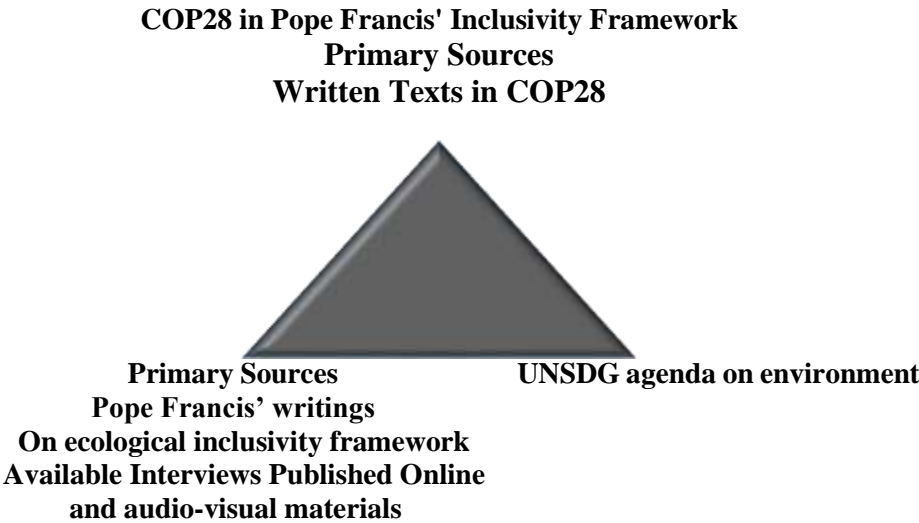 COP28 in Pope Francis' Inclusivity Framework
Primary Sources
Written Texts in COP28
Primary Sources
Pope Francis’ writings
On ecological inclusivity framework
Available Interviews Published Online
and audio-visual materials
UNSDG agenda on environment